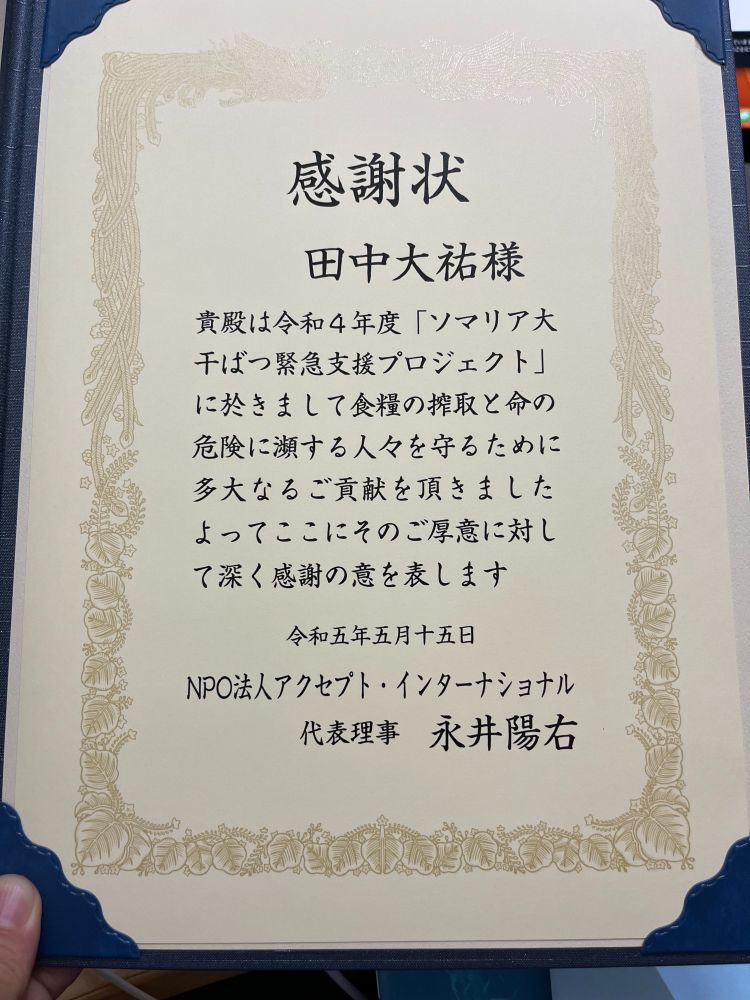 感謝状
田中大祐様
貴殿は令和４年度「ソマリア大
干ばつ緊急支援プロジェクト」
に於きまして食糧の搾取と命の
危険に瀕する人々を守るために
多大なるご貢献を頂きました
よってここにそのご厚意に対し
て深く感謝の意を表します
令和五年五月十五日
NPO法人アクセプト・インターナショナル
代表理事　永井陽右